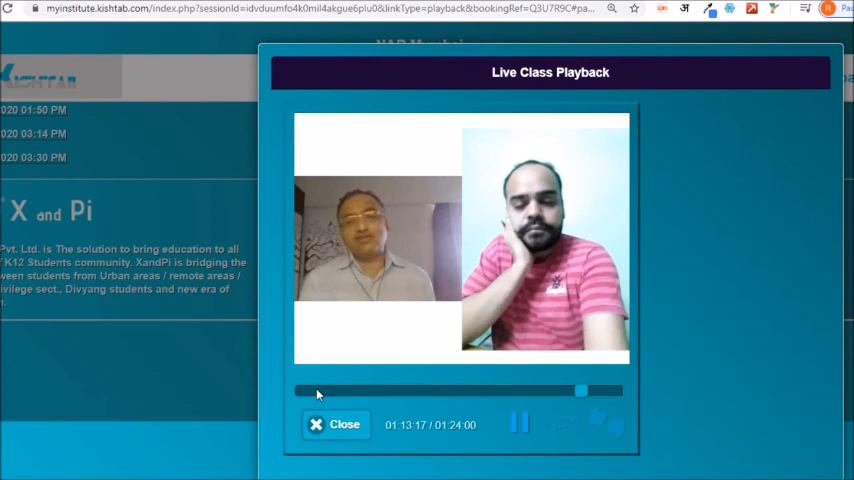 myinstitute.kishtab.com/index.php?sessionId=idvduumfo4k0mil4akgue6plu0&linkType=playback&bookingRef=Q3U7R9C#pa...
अ
R
Pau
Live Class Playback
KISHTAB
020 01:50 PM
020 03:14 PM
020 03:30 PM
X and Pi
Pvt. Ltd. is The solution to bring education to all
f K12 Students community. XandPi is bridging the
ween students from Urban areas / remote areas /
ivilege sect., Divyang students and new era of
Close
01:13:17 / 01:24:00